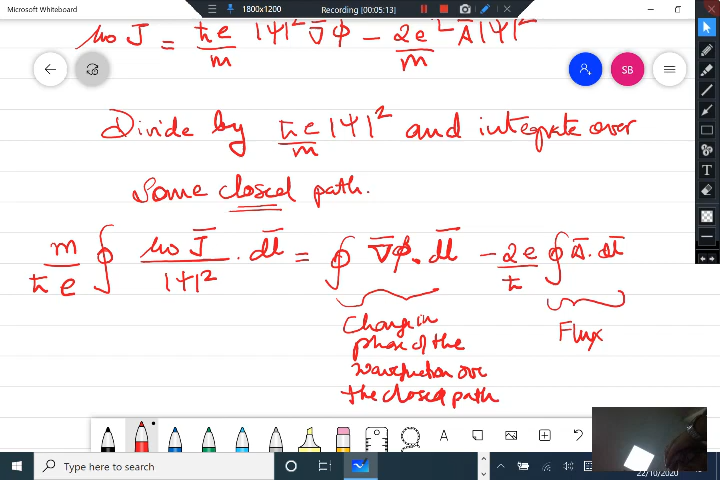 Microsoft Whiteboard
1800x1200
00:05:13
μ₀ J = ħe/m |ψ|² ∇̄φ − 2e²/m Ā|ψ|²
SB
Divide by ħe/m |ψ|² and integrate over
Some closed path.
m/ħe ∮ μ₀ J̄/|ψ|² · dl̄ = ∮ ∇̄φ · dl̄ − 2e/ħ ∮ Ā · dl̄
Change in
phase of the
wavefunction over
the closed path
Flux
Type here to search
22/10/2020